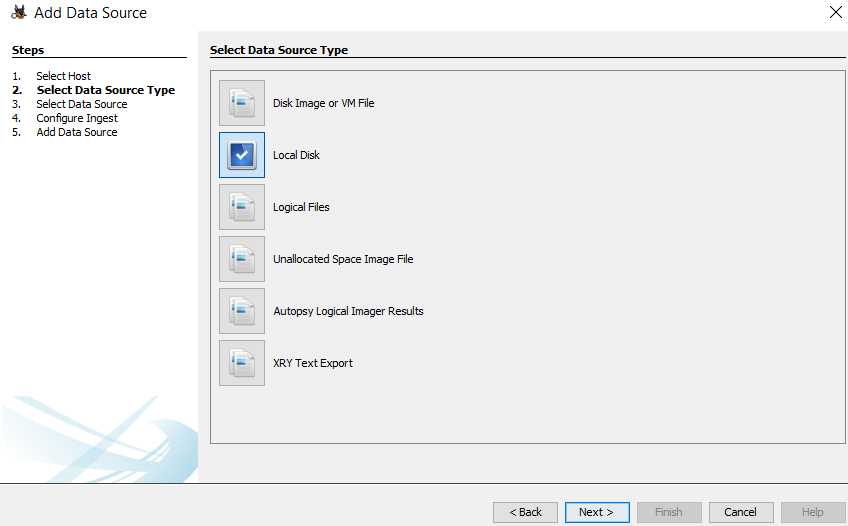 Add Data Source
Steps
1. Select Host
2. Select Data Source Type
3. Select Data Source
4. Configure Ingest
5. Add Data Source
Select Data Source Type
Disk Image or VM File
Local Disk
Logical Files
Unallocated Space Image File
Autopsy Logical Imager Results
XRY Text Export
< Back
Next >
Finish
Cancel
Help